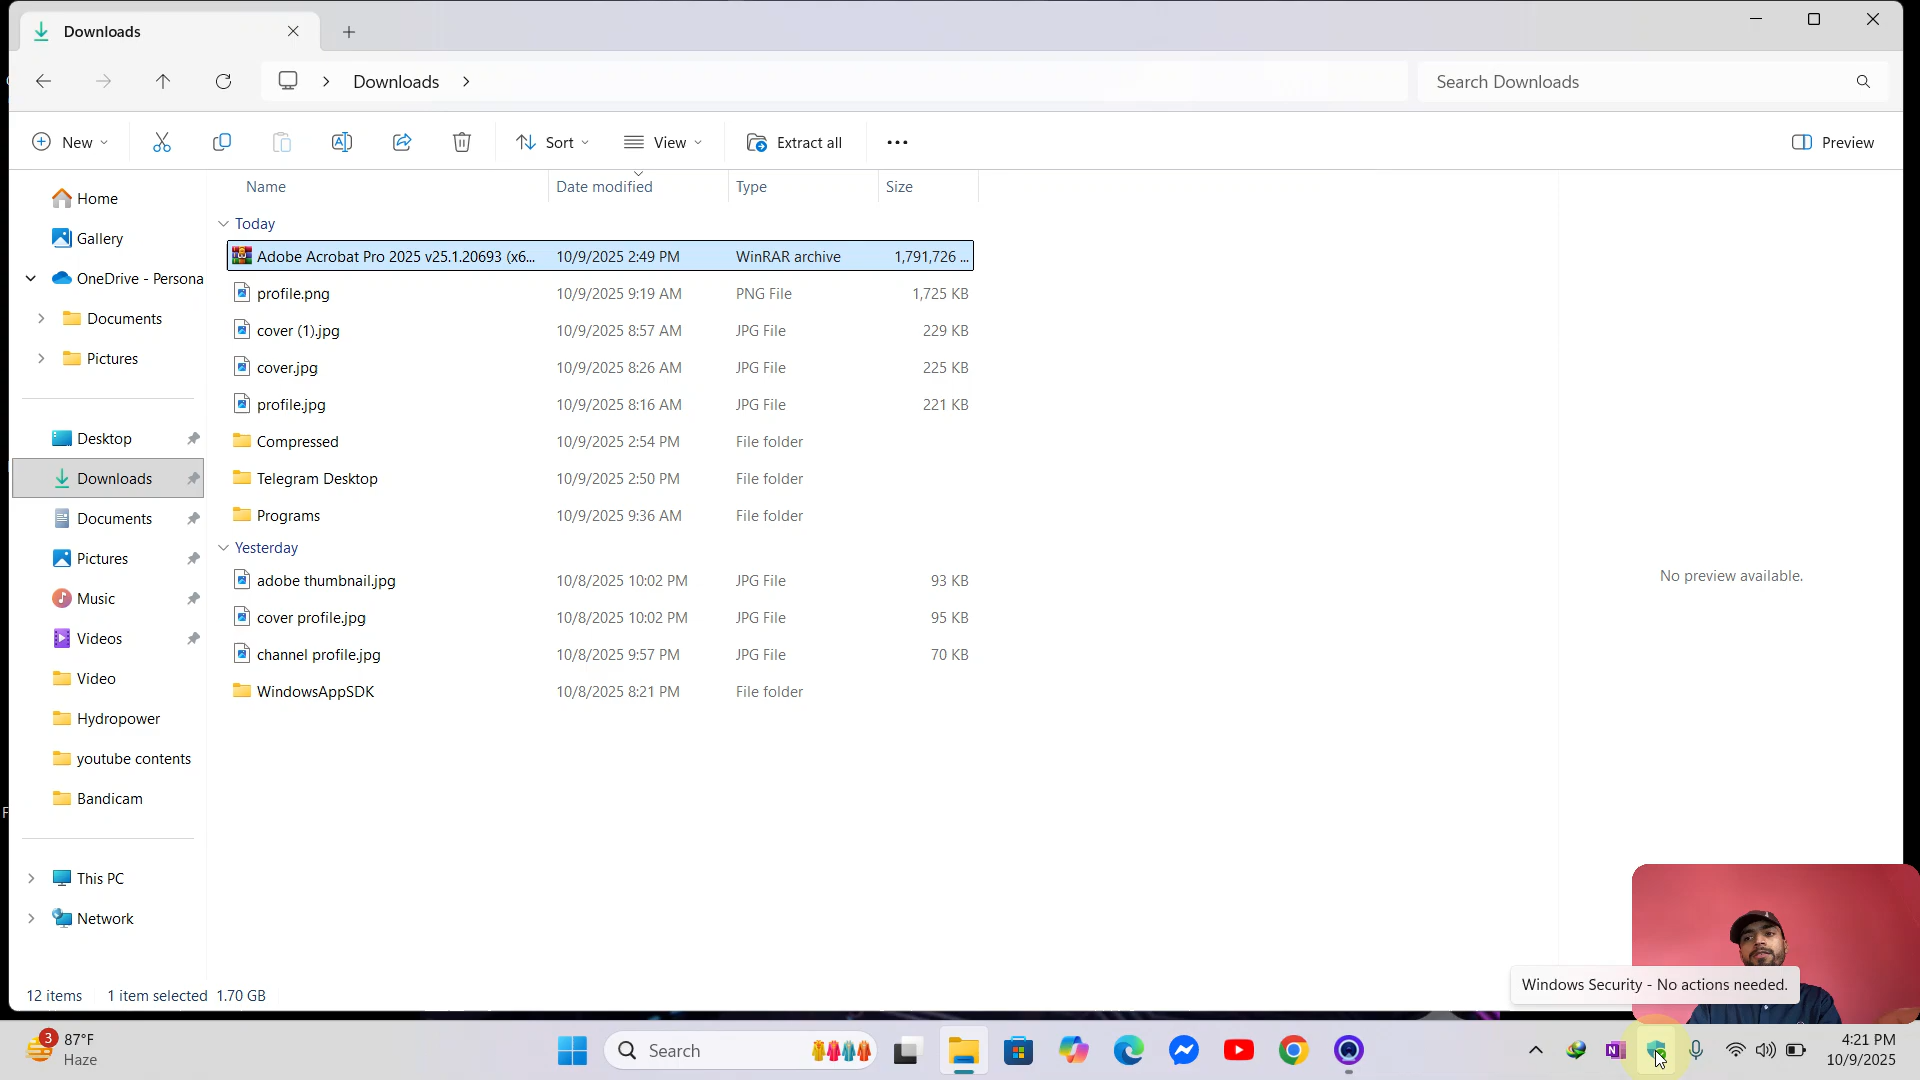 Downloads
Downloads
Search Downloads
New
Sort
View
Extract all
Preview
Name
Date modified
Type
Size
Home
Gallery
OneDrive - Persona
Documents
Pictures
Desktop
Downloads
Documents
Pictures
Music
Videos
Video
Hydropower
youtube contents
Bandicam
This PC
Network
Today
Adobe Acrobat Pro 2025 v25.1.20693 (x6... 10/9/2025 2:49 PM WinRAR archive 1,791,726 ...
profile.png 10/9/2025 9:19 AM PNG File 1,725 KB
cover (1).jpg 10/9/2025 8:57 AM JPG File 229 KB
cover.jpg 10/9/2025 8:26 AM JPG File 225 KB
profile.jpg 10/9/2025 8:16 AM JPG File 221 KB
Compressed 10/9/2025 2:54 PM File folder
Telegram Desktop 10/9/2025 2:50 PM File folder
Programs 10/9/2025 9:36 AM File folder
Yesterday
adobe thumbnail.jpg 10/8/2025 10:02 PM JPG File 93 KB
cover profile.jpg 10/8/2025 10:02 PM JPG File 95 KB
channel profile.jpg 10/8/2025 9:57 PM JPG File 70 KB
WindowsAppSDK 10/8/2025 8:21 PM File folder
No preview available.
Windows Security - No actions needed.
12 items 1 item selected 1.70 GB
3
87°F
Haze
Search
4:21 PM
10/9/2025